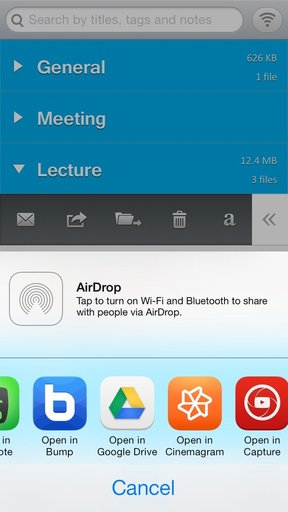 Search by titles, tags and notes
General
626 KB
1 file
Meeting
Lecture
12.4 MB
3 files
a
AirDrop
Tap to turn on Wi-Fi and Bluetooth to share
with people via AirDrop.
in
ote
Open in
Bump
Open in
Google Drive
Open in
Cinemagram
Open in
Capture
Cancel